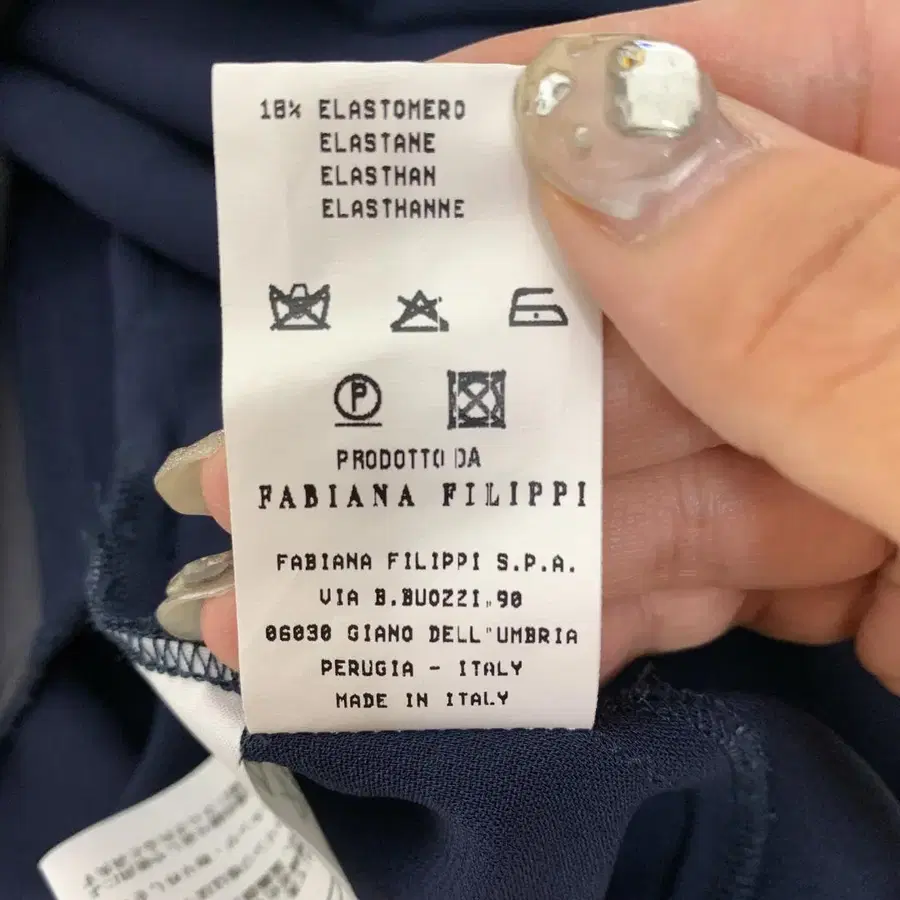 18% ELASTOMERO
ELASTANE
ELASTHAN
ELASTHANNE
P
PRODOTTO DA
FABIANA FILIPPI
FABIANA FILIPPI S.P.A.
VIA B.BUOZZI,90
06030 GIANO DELL'UMBRIA
PERUGIA - ITALY
MADE IN ITALY